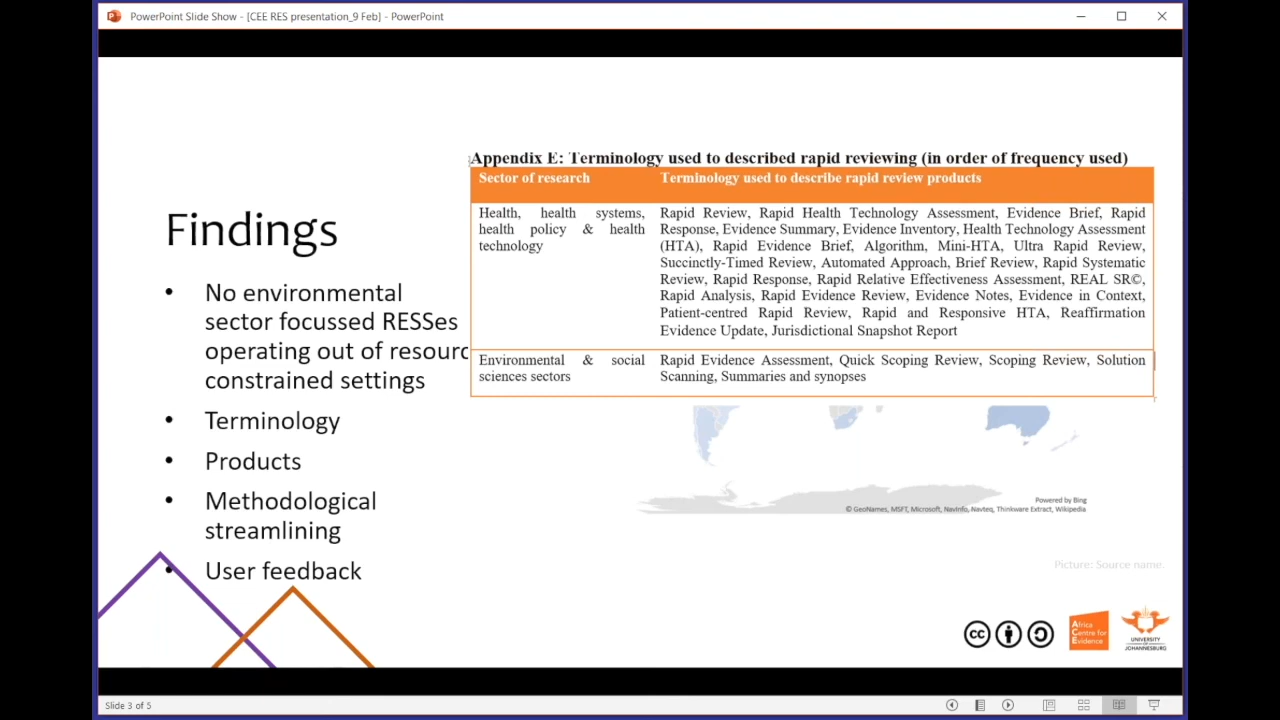 PowerPoint Slide Show - [CEE RES presentation_9 Feb] - PowerPoint
Findings
• No environmental
sector focussed RESSes
operating out of resourc
constrained settings
• Terminology
• Products
• Methodological
streamlining
• User feedback
Appendix E: Terminology used to described rapid reviewing (in order of frequency used)
Sector of research
Terminology used to describe rapid review products
Health, health systems,
health policy & health
technology
Rapid Review, Rapid Health Technology Assessment, Evidence Brief, Rapid
Response, Evidence Summary, Evidence Inventory, Health Technology Assessment
(HTA), Rapid Evidence Brief, Algorithm, Mini-HTA, Ultra Rapid Review,
Succinctly-Timed Review, Automated Approach, Brief Review, Rapid Systematic
Review, Rapid Response, Rapid Relative Effectiveness Assessment, REAL SR©,
Rapid Analysis, Rapid Evidence Review, Evidence Notes, Evidence in Context,
Patient-centred Rapid Review, Rapid and Responsive HTA, Reaffirmation
Evidence Update, Jurisdictional Snapshot Report
Environmental & social
sciences sectors
Rapid Evidence Assessment, Quick Scoping Review, Scoping Review, Solution
Scanning, Summaries and synopses
Powered by Bing
© GeoNames, MSFT, Microsoft, NavInfo, Navteq, Thinkware Extract, Wikipedia
Picture: Source name.
cc
Africa
Centre for
Evidence
UNIVERSITY
OF
JOHANNESBURG
Slide 3 of 5